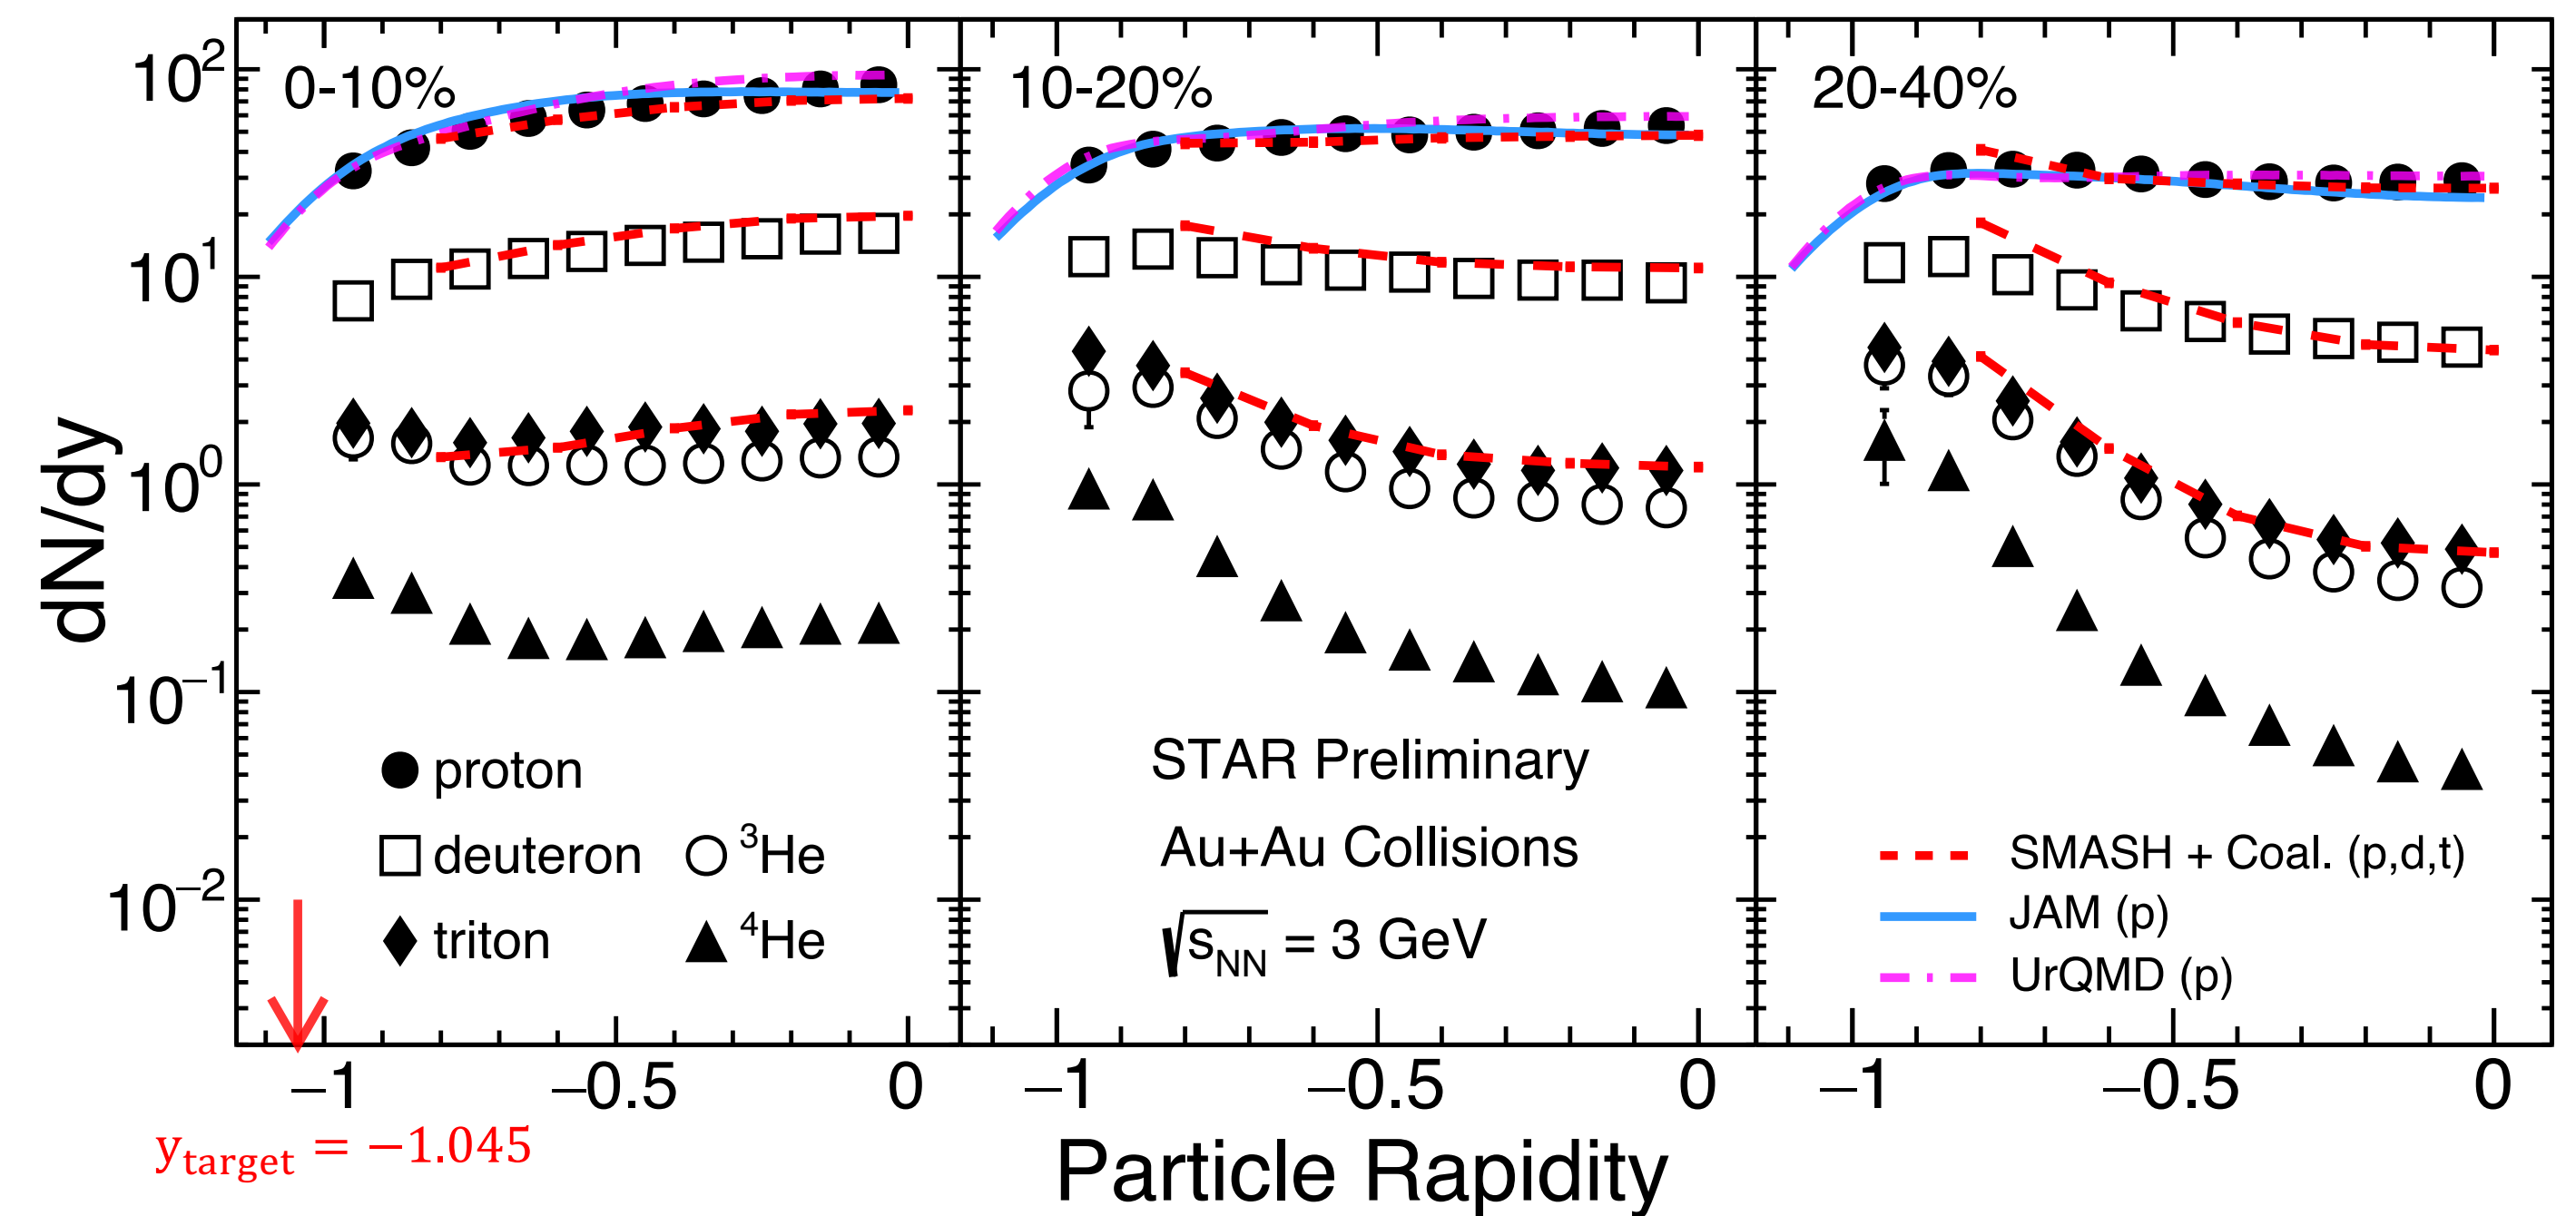 0-10%
10-20%
20-40%
10²
10¹
10⁰
10⁻¹
10⁻²
dN/dy
proton
deuteron
³He
triton
⁴He
STAR Preliminary
Au+Au Collisions
√s_NN = 3 GeV
SMASH + Coal. (p,d,t)
JAM (p)
UrQMD (p)
−1 −0.5 0
−1 −0.5 0
−1 −0.5 0
y_target = −1.045
Particle Rapidity